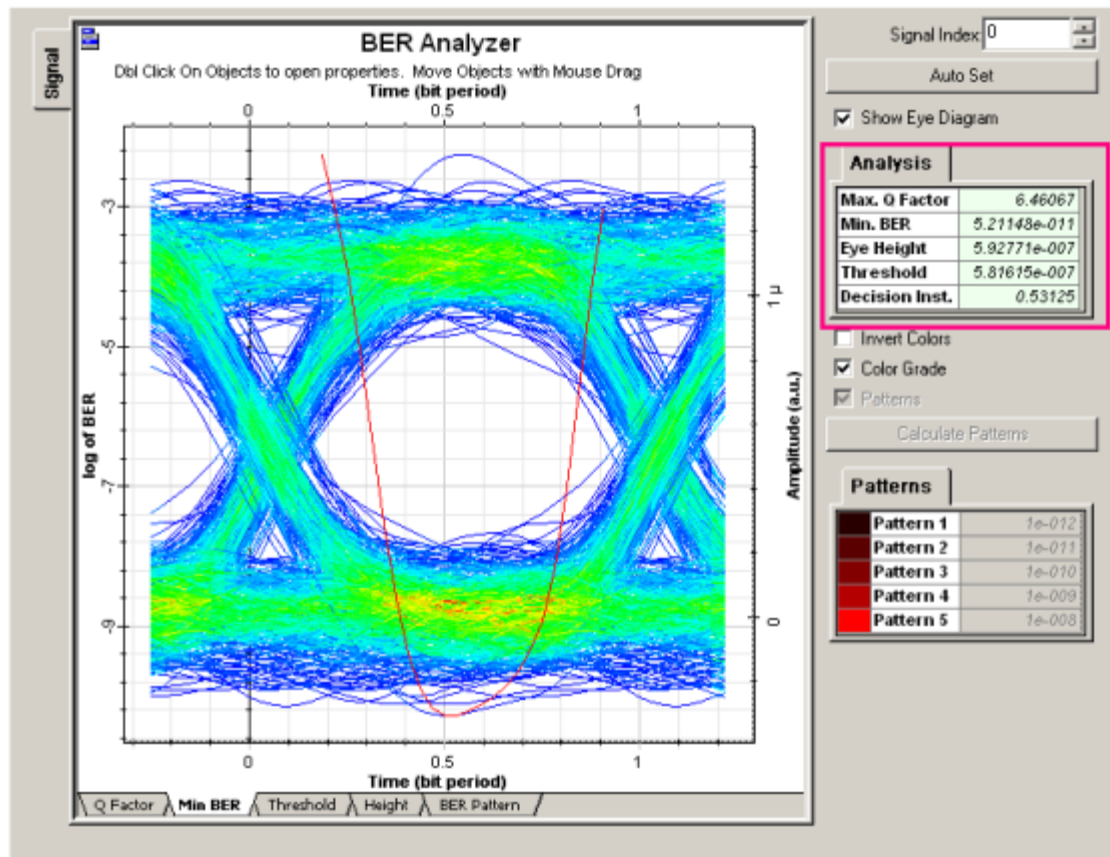 Signal
BER Analyzer
Dbl Click On Objects to open properties. Move Objects with Mouse Drag
Time (bit period)
0 0.5 1
-3
-5
-7
-9
log of BER
1 µ
0
Amplitude (a.u.)
0 0.5 1
Time (bit period)
Q Factor Min BER Threshold Height BER Pattern
Signal Index: 0
Auto Set
Show Eye Diagram
Analysis
Max. Q Factor 6.46067
Min. BER 5.21148e-011
Eye Height 5.92771e-007
Threshold 5.81615e-007
Decision Inst. 0.53125
Invert Colors
Color Grade
Patterns
Calculate Patterns
Patterns
Pattern 1 1e-012
Pattern 2 1e-011
Pattern 3 1e-010
Pattern 4 1e-009
Pattern 5 1e-008